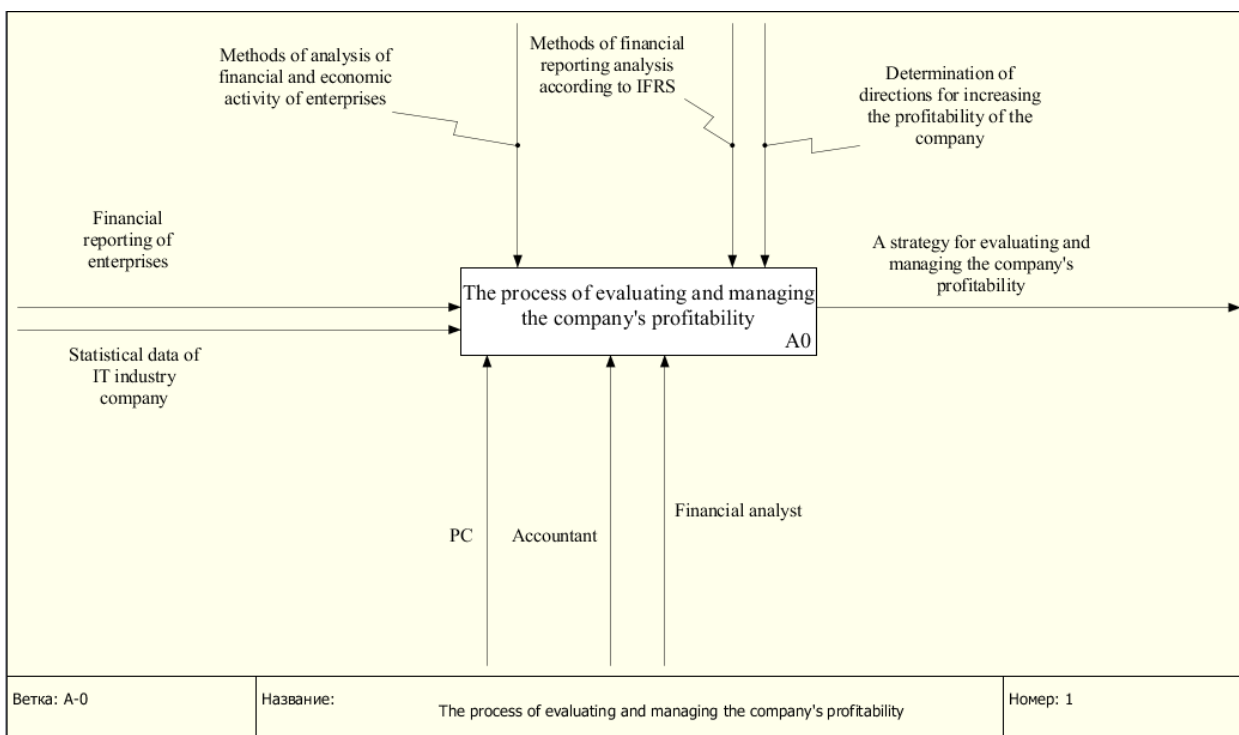 Methods of analysis of
financial and economic
activity of enterprises
Methods of financial
reporting analysis
according to IFRS
Determination of
directions for increasing
the profitability of the
company
Financial
reporting of
enterprises
A strategy for evaluating and
managing the company's
profitability
The process of evaluating and managing
the company's profitability
A0
Statistical data of
IT industry
company
PC
Accountant
Financial analyst
Ветка: A-0
Название:
The process of evaluating and managing the company's profitability
Номер: 1